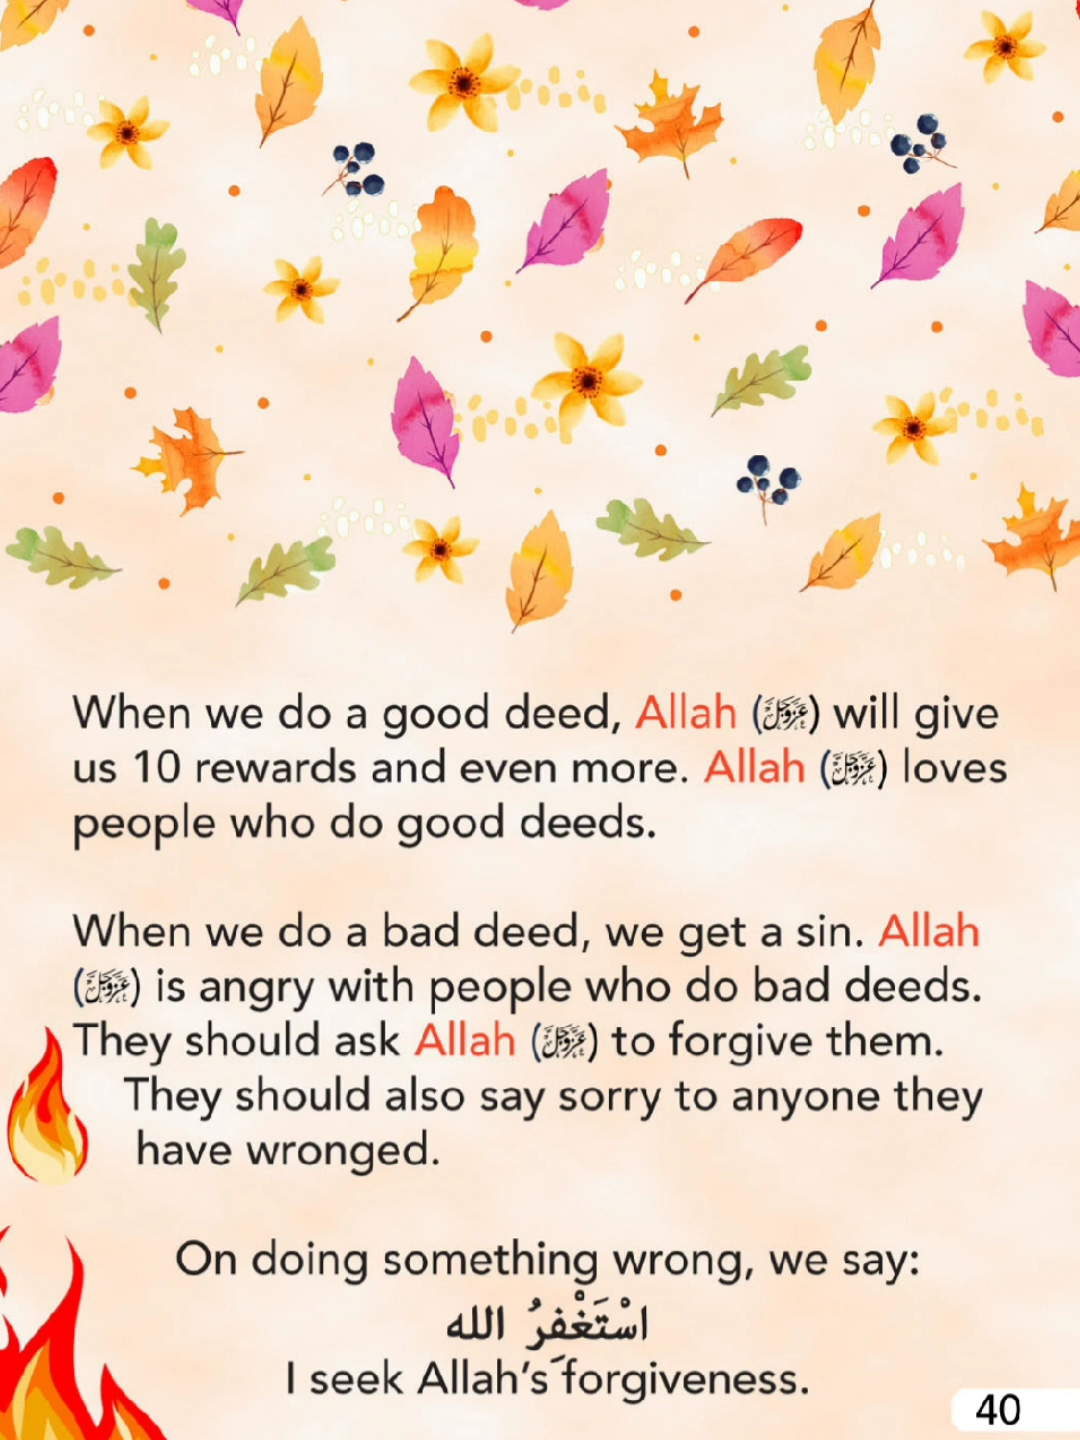 When we do a good deed, Allah (عَزَّوَجَلَّ) will give
us 10 rewards and even more. Allah (عَزَّوَجَلَّ) loves
people who do good deeds.
When we do a bad deed, we get a sin. Allah
(عَزَّوَجَلَّ) is angry with people who do bad deeds.
They should ask Allah (عَزَّوَجَلَّ) to forgive them.
They should also say sorry to anyone they
have wronged.
On doing something wrong, we say:
اسْتَغْفِرُ الله
I seek Allah’s forgiveness.
40